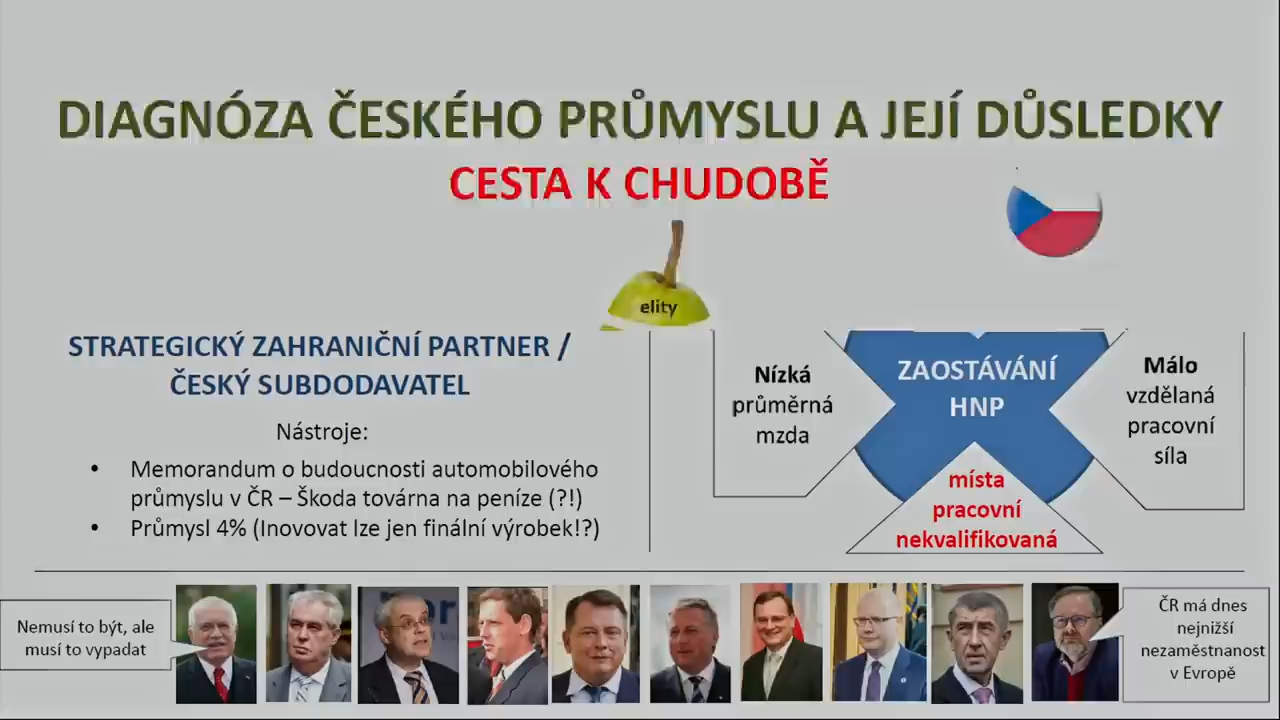 DIAGNÓZA ČESKÉHO PRŮMYSLU A JEJÍ DŮSLEDKY
CESTA K CHUDOBĚ
elity
STRATEGICKÝ ZAHRANIČNÍ PARTNER /
ČESKÝ SUBDODAVATEL
Nástroje:
• Memorandum o budoucnosti automobilového
průmyslu v ČR – Škoda továrna na peníze (?!)
• Průmysl 4% (Inovovat lze jen finální výrobek!?)
Nízká
průměrná
mzda
ZAOSTÁVÁNÍ
HNP
Málo
vzdělaná
pracovní
síla
místa
pracovní
nekvalifikovaná
Nemusí to být, ale
musí to vypadat
ČR má dnes
nejnižší
nezaměstnanost
v Evropě